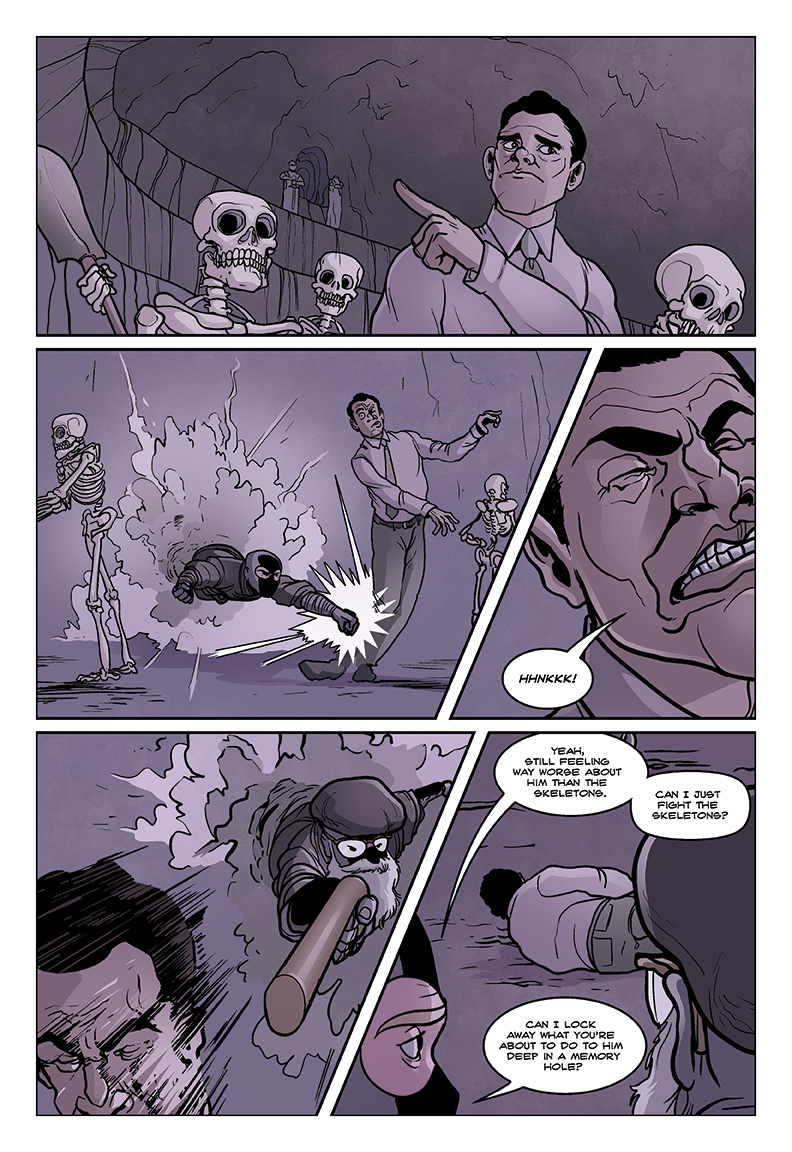 HHNKKK!
YEAH,
STILL FEELING
WAY WORSE ABOUT
HIM THAN THE
SKELETONS.
CAN I JUST
FIGHT THE
SKELETONS?
CAN I LOCK
AWAY WHAT YOU'RE
ABOUT TO DO TO HIM
DEEP IN A MEMORY
HOLE?